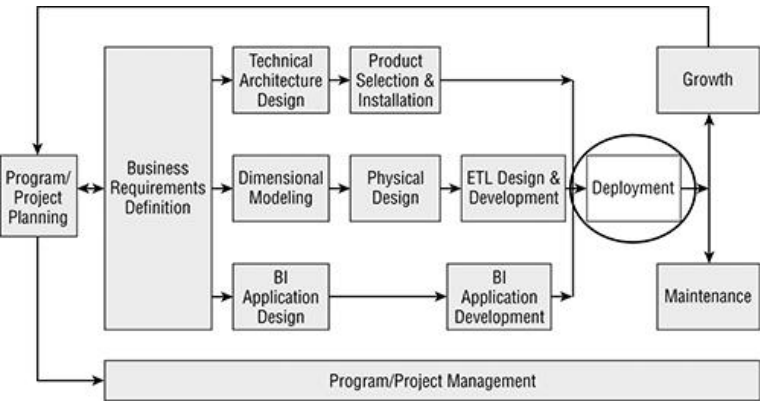 Program/
Project
Planning
Business
Requirements
Definition
Technical
Architecture
Design
Product
Selection &
Installation
Dimensional
Modeling
Physical
Design
ETL Design &
Development
BI
Application
Design
BI
Application
Development
Deployment
Growth
Maintenance
Program/Project Management